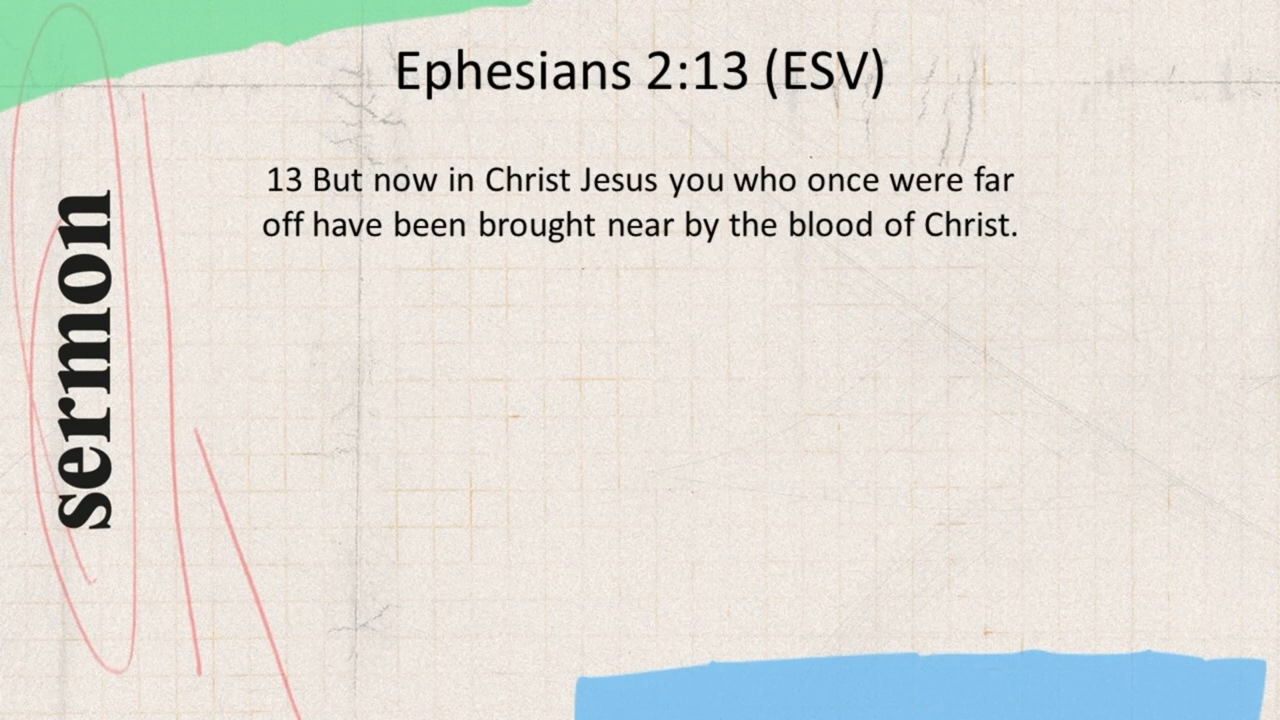 Ephesians 2:13 (ESV)
13 But now in Christ Jesus you who once were far
off have been brought near by the blood of Christ.
sermon